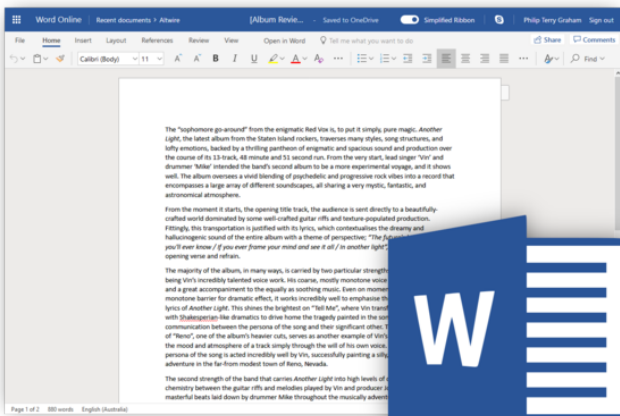 Word Online Recent documents > Altwire [Album Revie... - Saved to OneDrive Simplified Ribbon Philip Terry Graham Sign out
File Home Insert Layout References Review View Open in Word Tell me what you want to do Share Comments
Calibri (Body) 11 A A B I U A A ... Find
The "sophomore go-around" from the enigmatic Red Vox is, to put it simply, pure magic. Another
Light, the latest album from the Staten Island rockers, traverses many styles, song structures, and
lofty emotions, backed by a thrilling pantheon of enigmatic and spacious sound and production over
the course of its 13-track, 48 minute and 51 second run. From the very start, lead singer 'Vin' and
drummer 'Mike' intended the band's second album to be a more experimental voyage, and it shows
well. The album oversees a vivid blending of psychedelic and progressive rock vibes into a record that
encompasses a large array of different soundscapes, all sharing a very mystic, fantastic, and
astronomical atmosphere.
From the moment it starts, the opening title track, the audience is sent directly to a beautifully-
crafted world dominated by some well-crafted guitar riffs and texture-populated production.
Fittingly, this transportation is justified with its lyrics, which contextualises the dreamy and
hallucinogenic sound of the entire album with a theme of perspective; "The
you'll ever know / If you ever frame your mind and see it all / In another light",
opening verse and refrain.
The majority of the album, in many ways, is carried by two particular strength
being Vin's incredibly talented voice work. His coarse, mostly monotone voice
and a great accompaniment to the equally as soothing music. Even on momen
monotone barrier for dramatic effect, it works incredibly well to emphasise th
lyrics of Another Light. This shines the brightest on "Tell Me", where Vin transf
with Shakesperian-like dramatics to drive home the tragedy painted in the son
communication between the persona of the song and their significant other. T
of "Reno", one of the album's heavier cuts, serves as another example of Vin's
the mood and atmosphere of a track simply through the will of his own voice.
persona of the song is acted incredibly well by Vin, successfully painting a silly,
adventure in the far-from modest town of Reno, Nevada.
The second strength of the band that carries Another Light into high levels of
chemistry between the guitar riffs and melodies played by Vin and producer
masterful beats laid down by drummer Mike throughout the musically advent
W
Page 1 of 2 880 words English (Australia)